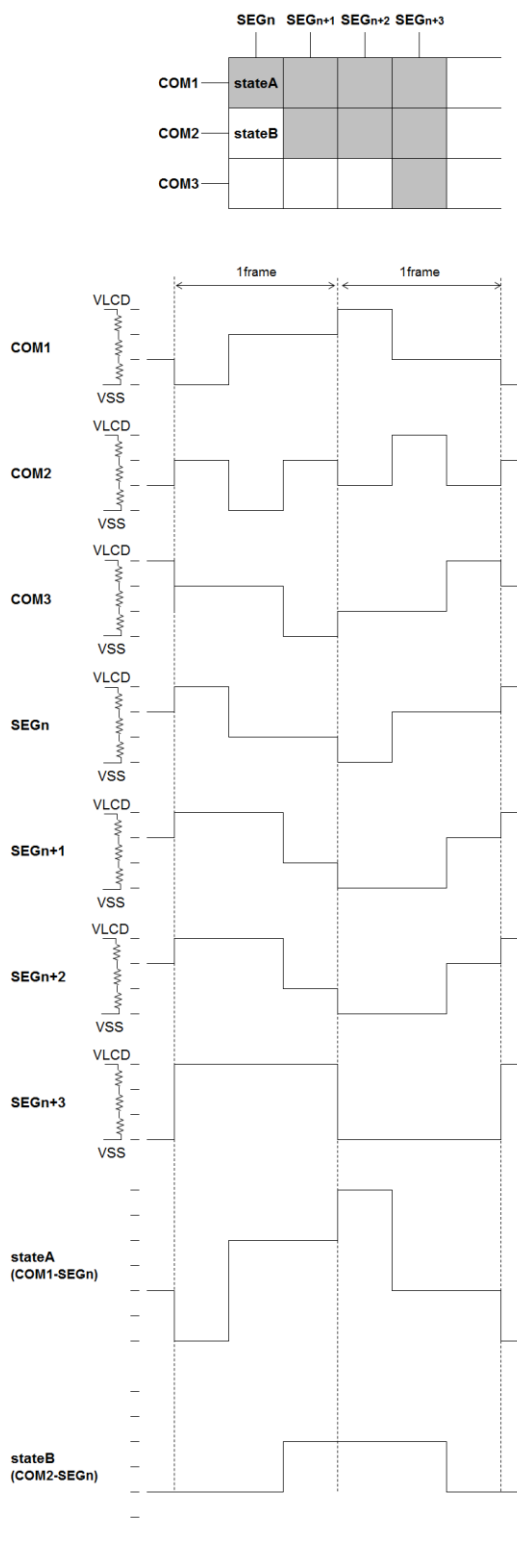 SEGn SEGn+1 SEGn+2 SEGn+3
COM1 stateA
COM2 stateB
COM3
1frame 1frame
VLCD
COM1
VSS
VLCD
COM2
VSS
VLCD
COM3
VSS
VLCD
SEGn
VSS
VLCD
SEGn+1
VSS
VLCD
SEGn+2
VSS
VLCD
SEGn+3
VSS
stateA
(COM1-SEGn)
stateB
(COM2-SEGn)